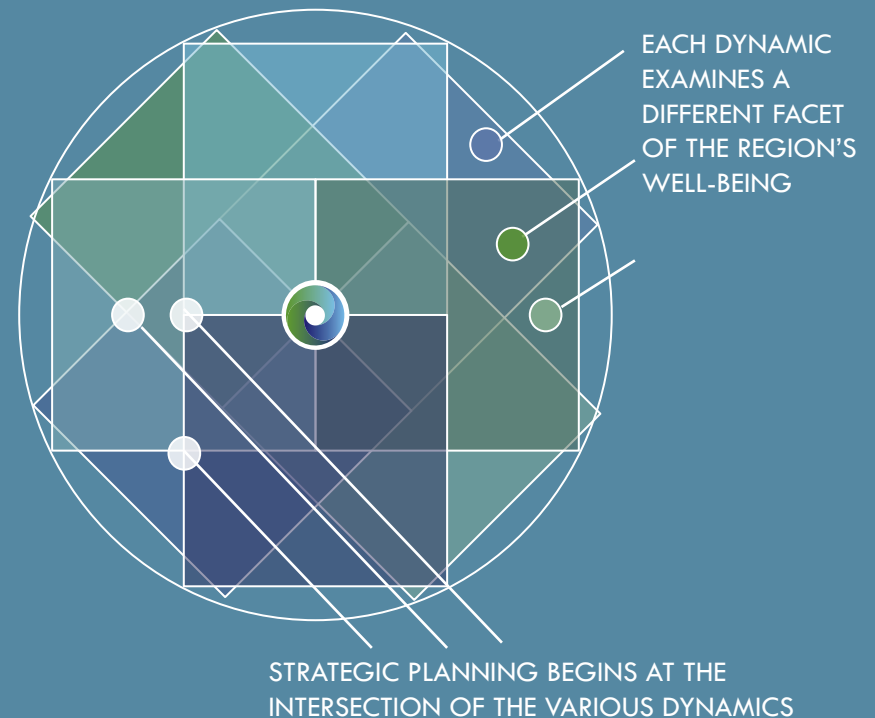 EACH DYNAMIC
EXAMINES A
DIFFERENT FACET
OF THE REGION’S
WELL-BEING
STRATEGIC PLANNING BEGINS AT THE
INTERSECTION OF THE VARIOUS DYNAMICS